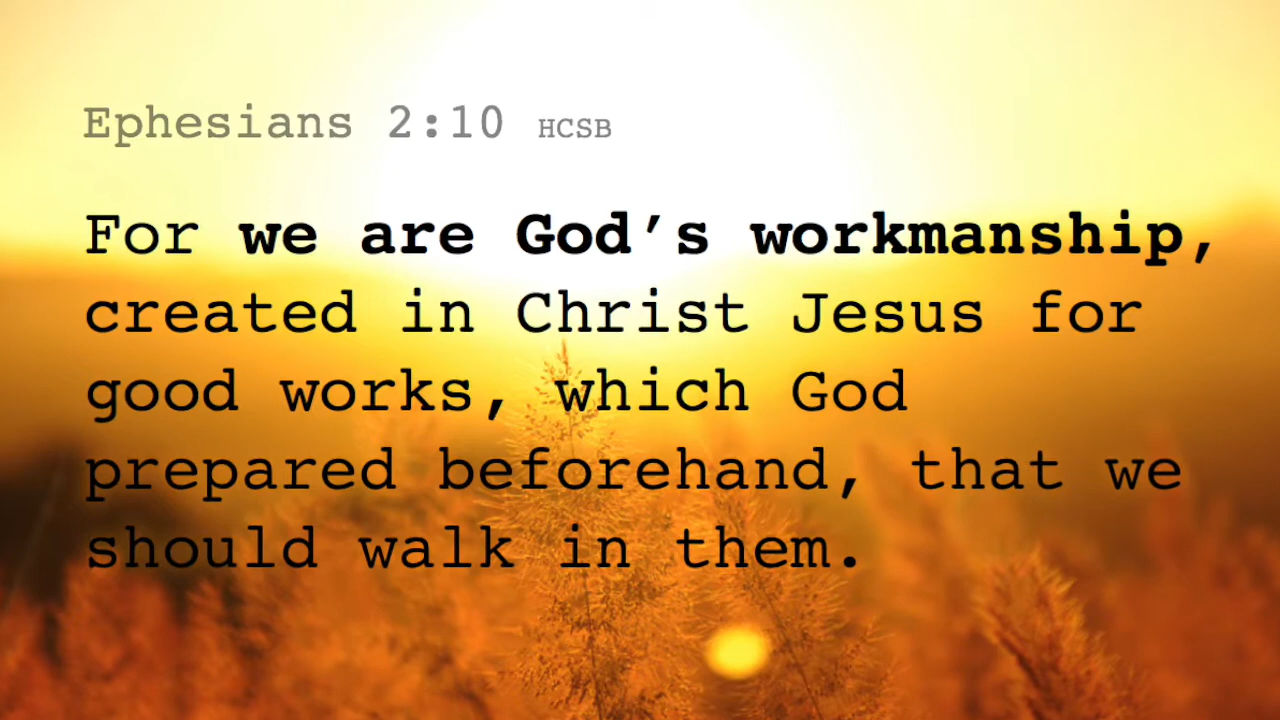 Ephesians 2:10 HCSB
For we are God’s workmanship,
created in Christ Jesus for
good works, which God
prepared beforehand, that we
should walk in them.